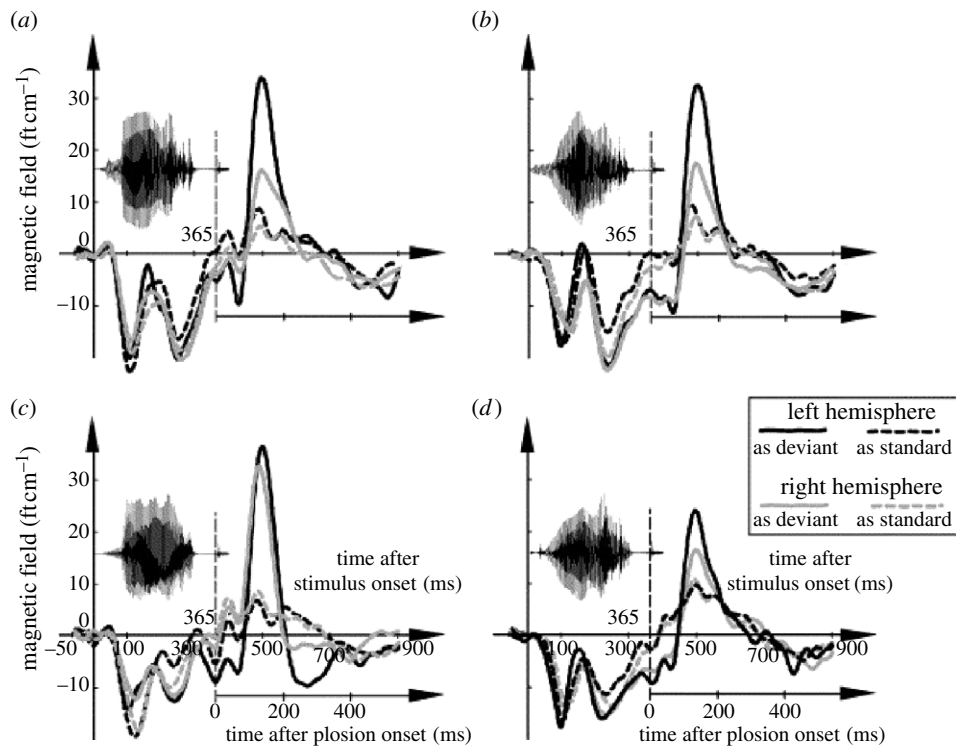 (a)
(b)
magnetic field (ft cm−1)
30
20
10
0
−10
365
365
(c)
(d)
left hemisphere
as deviant as standard
right hemisphere
as deviant as standard
magnetic field (ft cm−1)
30
20
10
0
−10
365
365
time after
stimulus onset (ms)
time after
stimulus onset (ms)
−50 100 300 500 700 900
100 300 500 700 900
0 200 400
0 200 400
time after plosion onset (ms)
time after plosion onset (ms)